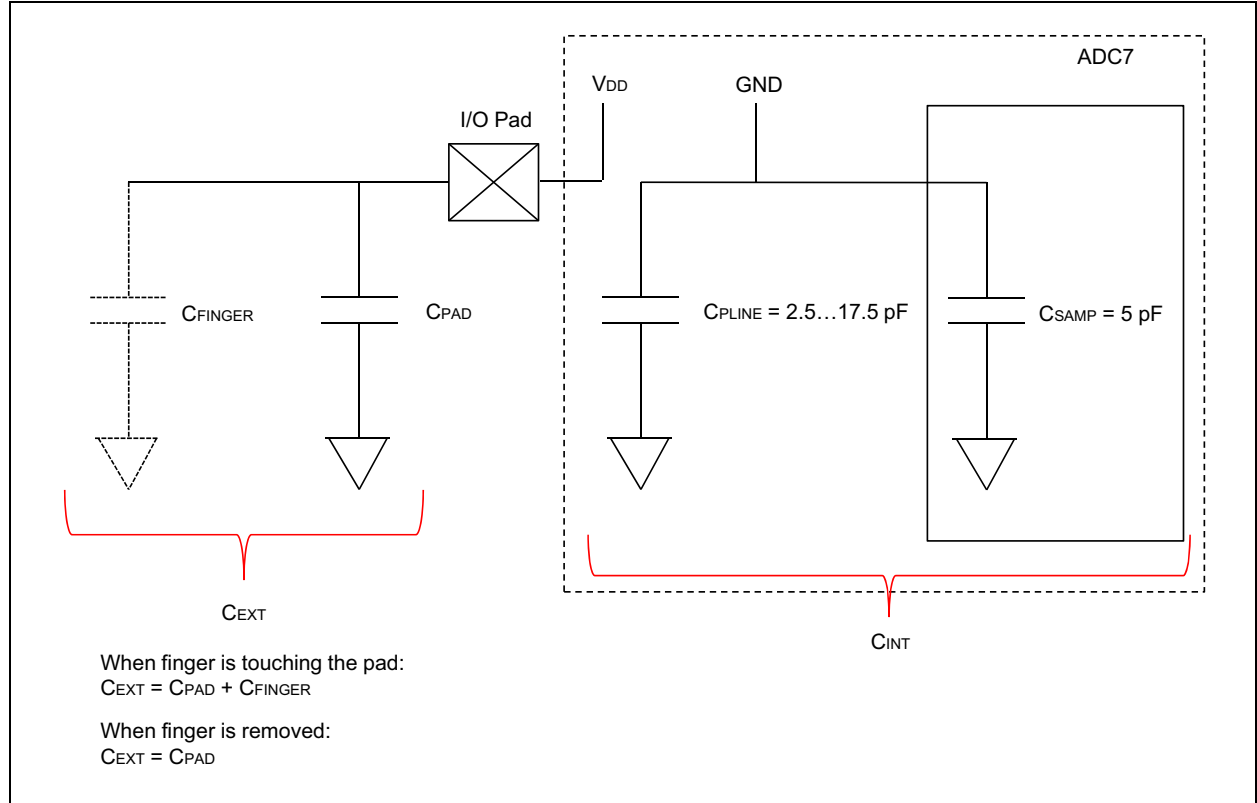 ADC7
VDD
GND
I/O Pad
CFINGER
CPAD
CPLINE = 2.5...17.5 pF
CSAMP = 5 pF
CEXT
CINT
When finger is touching the pad:
CEXT = CPAD + CFINGER
When finger is removed:
CEXT = CPAD